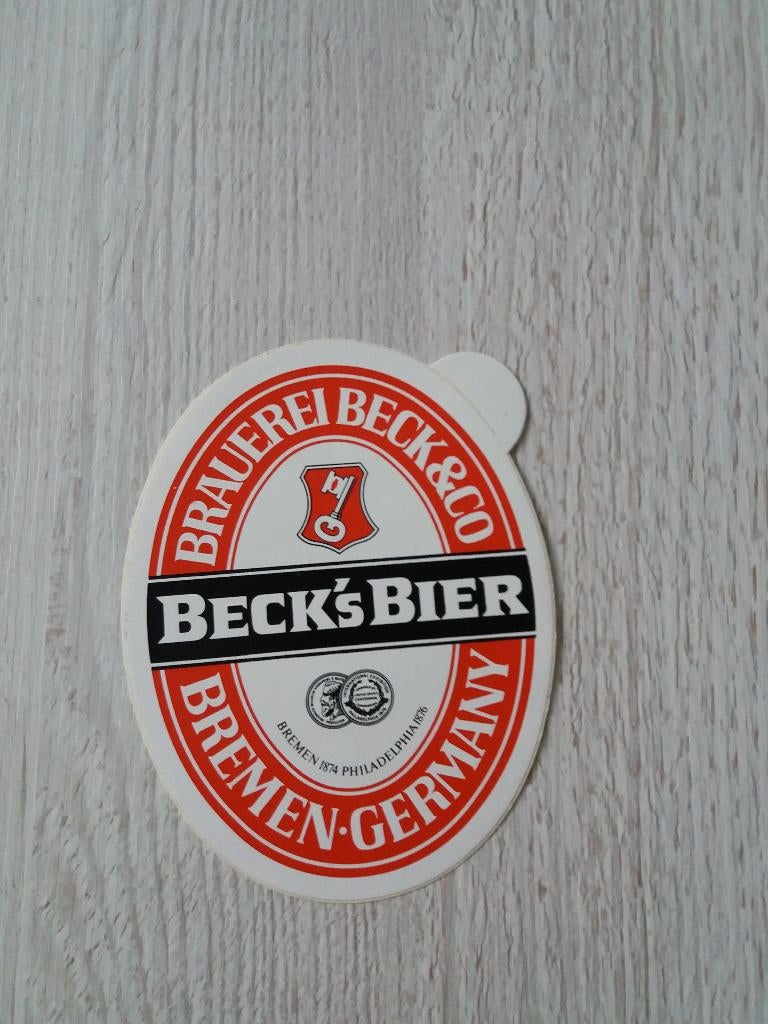 BRAUEREI BECK & CO
BECK'S BIER
BREMEN 1874 PHILADELPHIA 1876
BREMEN·GERMANY